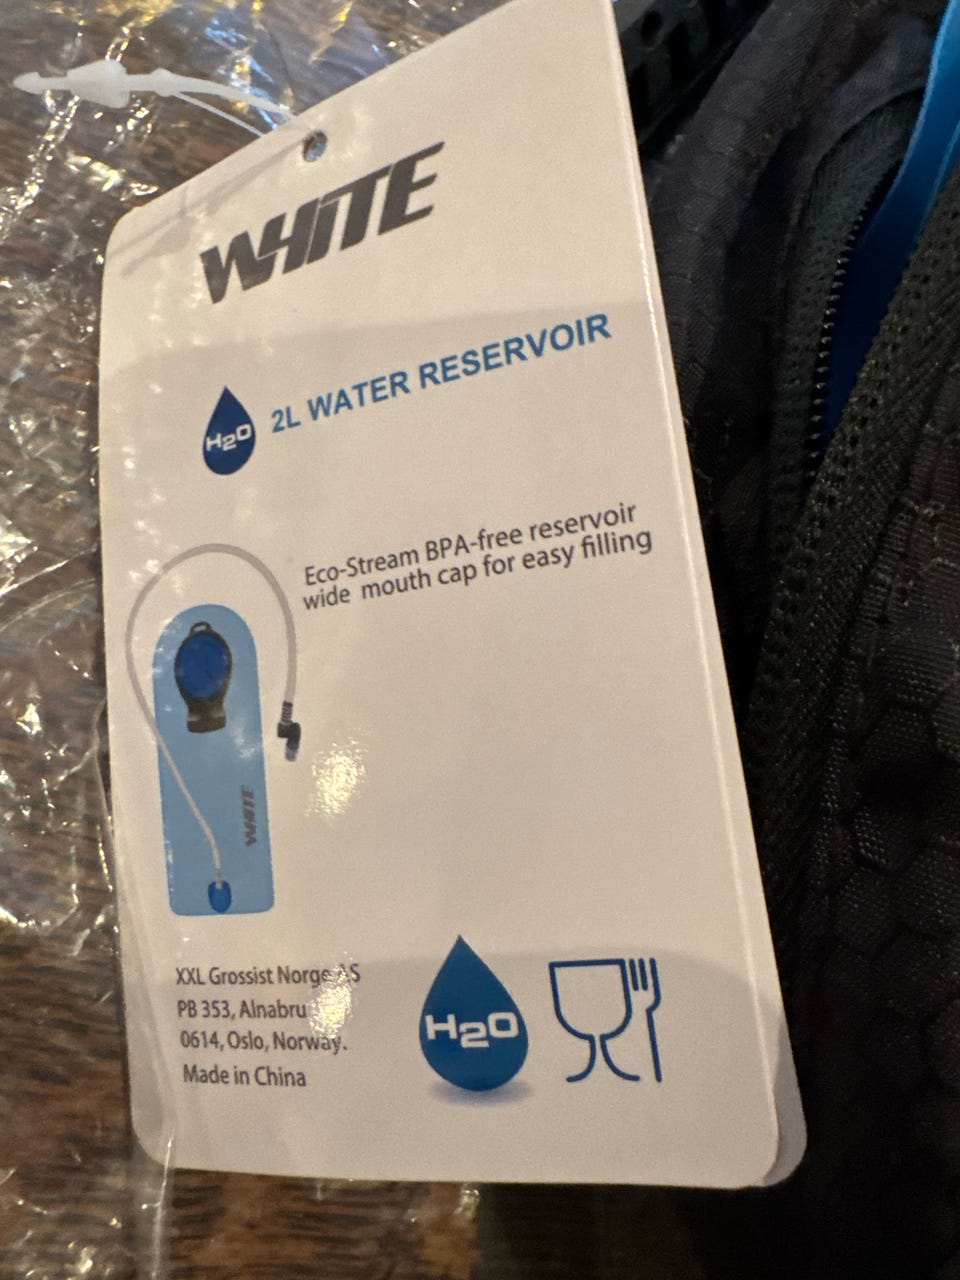 WHITE
H2O
2L WATER RESERVOIR
Eco-Stream BPA-free reservoir
wide mouth cap for easy filling
WHITE
XXL Grossist Norge AS
PB 353, Alnabru
0614, Oslo, Norway.
Made in China
H2O